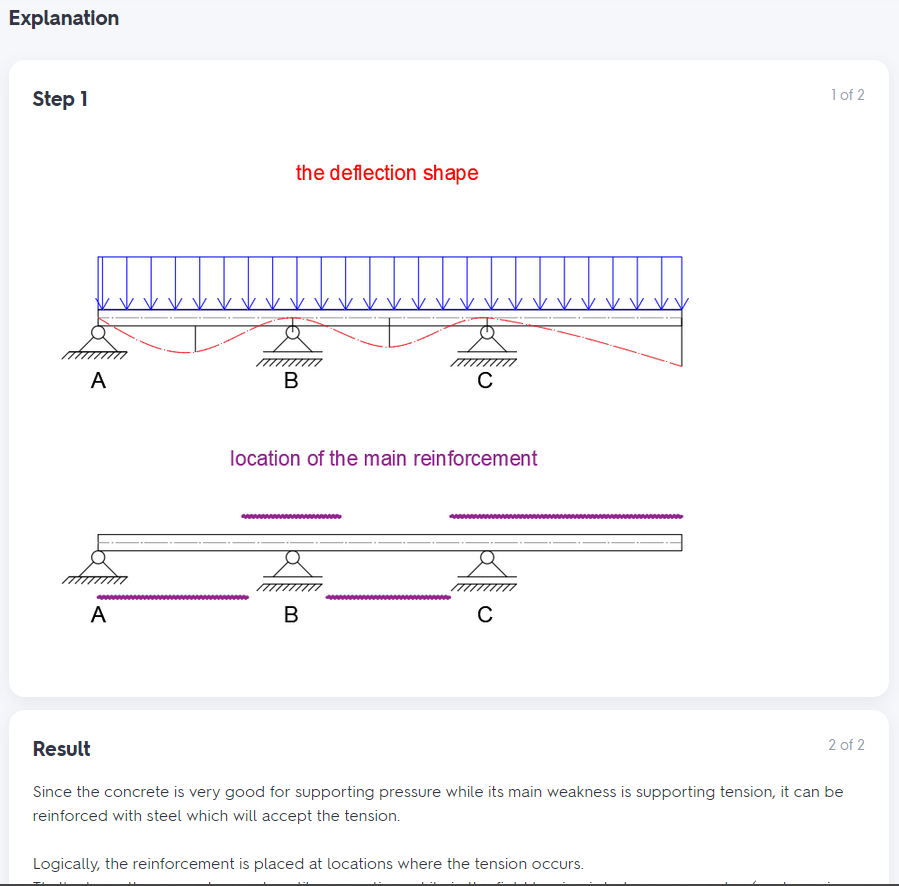 Explanation
Step 1
1 of 2
the deflection shape
A
B
C
location of the main reinforcement
A
B
C
Result
2 of 2
Since the concrete is very good for supporting pressure while its main weakness is supporting tension, it can be
reinforced with steel which will accept the tension.
Logically, the reinforcement is placed at locations where the tension occurs.